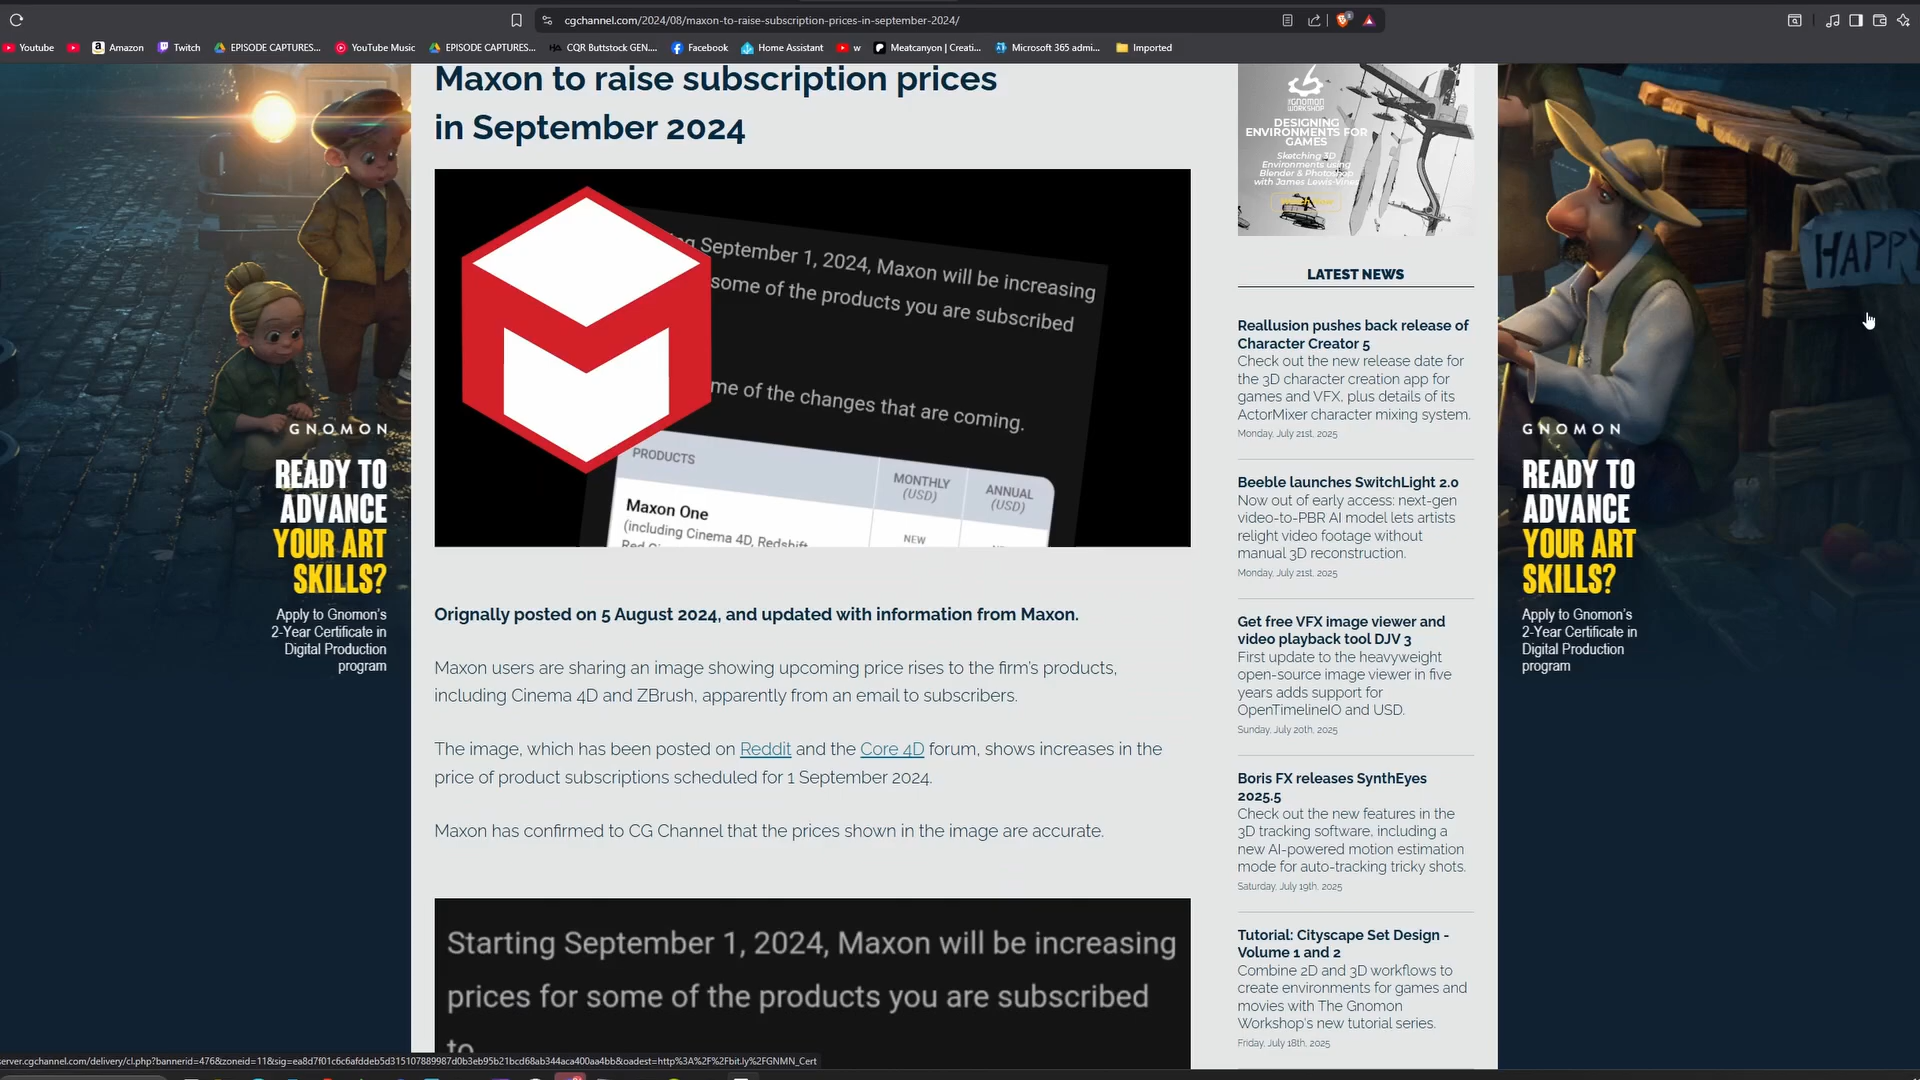 cgchannel.com/2024/08/maxon-to-raise-subscription-prices-in-september-2024/
Youtube
Amazon
Twitch
EPISODE CAPTURES...
YouTube Music
EPISODE CAPTURES...
CQR Buttstock GEN....
Facebook
Home Assistant
w
Meatcanyon | Creati...
Microsoft 365 admi...
Imported
Maxon to raise subscription prices
in September 2024
September 1, 2024, Maxon will be increasing
some of the products you are subscribed
me of the changes that are coming.
PRODUCTS
MONTHLY
(USD)
ANNUAL
(USD)
Maxon One
(including Cinema 4D, Redshift,
NEW
Orignally posted on 5 August 2024, and updated with information from Maxon.
Maxon users are sharing an image showing upcoming price rises to the firm's products,
including Cinema 4D and ZBrush, apparently from an email to subscribers.
The image, which has been posted on Reddit and the Core 4D forum, shows increases in the
price of product subscriptions scheduled for 1 September 2024.
Maxon has confirmed to CG Channel that the prices shown in the image are accurate.
Starting September 1, 2024, Maxon will be increasing
prices for some of the products you are subscribed
to
GNOMON
READY TO
ADVANCE
YOUR ART
SKILLS?
Apply to Gnomon's
2-Year Certificate in
Digital Production
program
THE GNOMON
WORKSHOP
DESIGNING
ENVIRONMENTS FOR
GAMES
Sketching 3D
Environments using
Blender & Photoshop
with James Lewis-Vines
LATEST NEWS
Reallusion pushes back release of
Character Creator 5
Check out the new release date for
the 3D character creation app for
games and VFX, plus details of its
ActorMixer character mixing system.
Monday, July 21st, 2025
Beeble launches SwitchLight 2.0
Now out of early access: next-gen
video-to-PBR AI model lets artists
relight video footage without
manual 3D reconstruction.
Monday, July 21st, 2025
Get free VFX image viewer and
video playback tool DJV 3
First update to the heavyweight
open-source image viewer in five
years adds support for
OpenTimelineIO and USD.
Sunday, July 20th, 2025
Boris FX releases SynthEyes
2025.5
Check out the new features in the
3D tracking software, including a
new AI-powered motion estimation
mode for auto-tracking tricky shots.
Saturday, July 19th, 2025
Tutorial: Cityscape Set Design -
Volume 1 and 2
Combine 2D and 3D workflows to
create environments for games and
movies with The Gnomon
Workshop's new tutorial series.
Friday, July 18th, 2025
HAPPY
GNOMON
READY TO
ADVANCE
YOUR ART
SKILLS?
Apply to Gnomon's
2-Year Certificate in
Digital Production
program